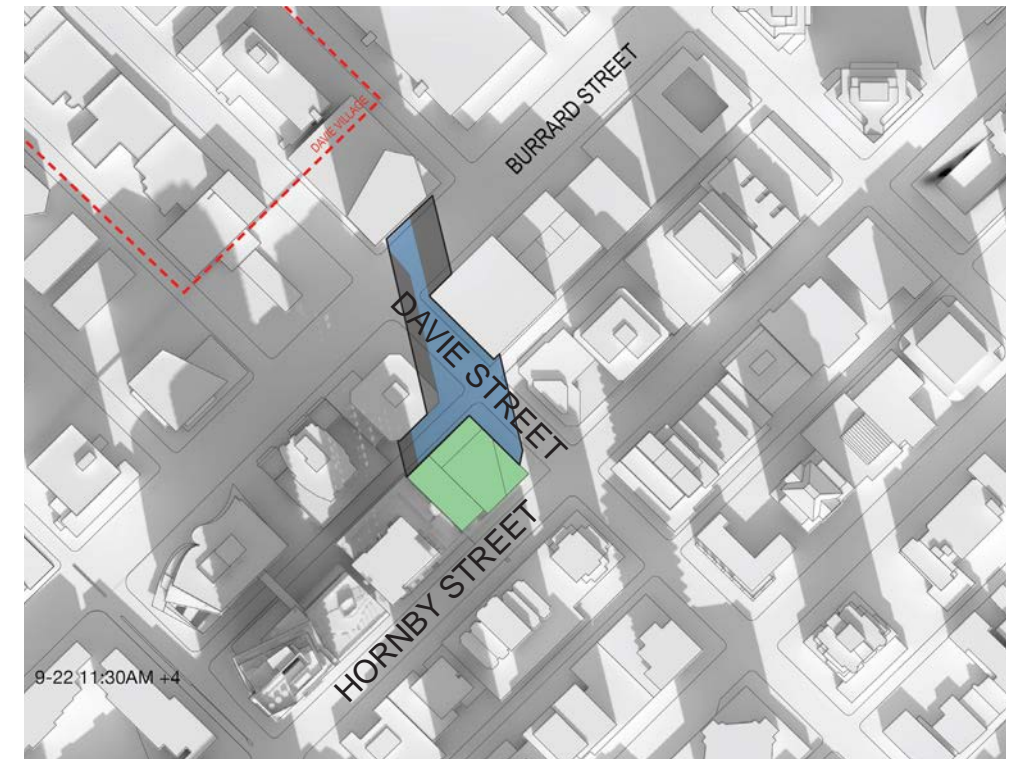 BURRARD STREET
DAVIE VILLAGE
DAVIE STREET
HORNBY STREET
9-22 11:30AM +4